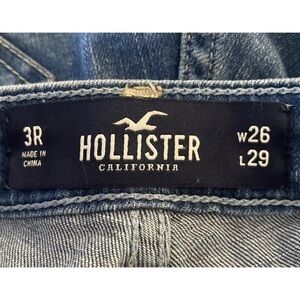 3R
MADE IN
CHINA
HOLLISTER
CALIFORNIA
W26
L29